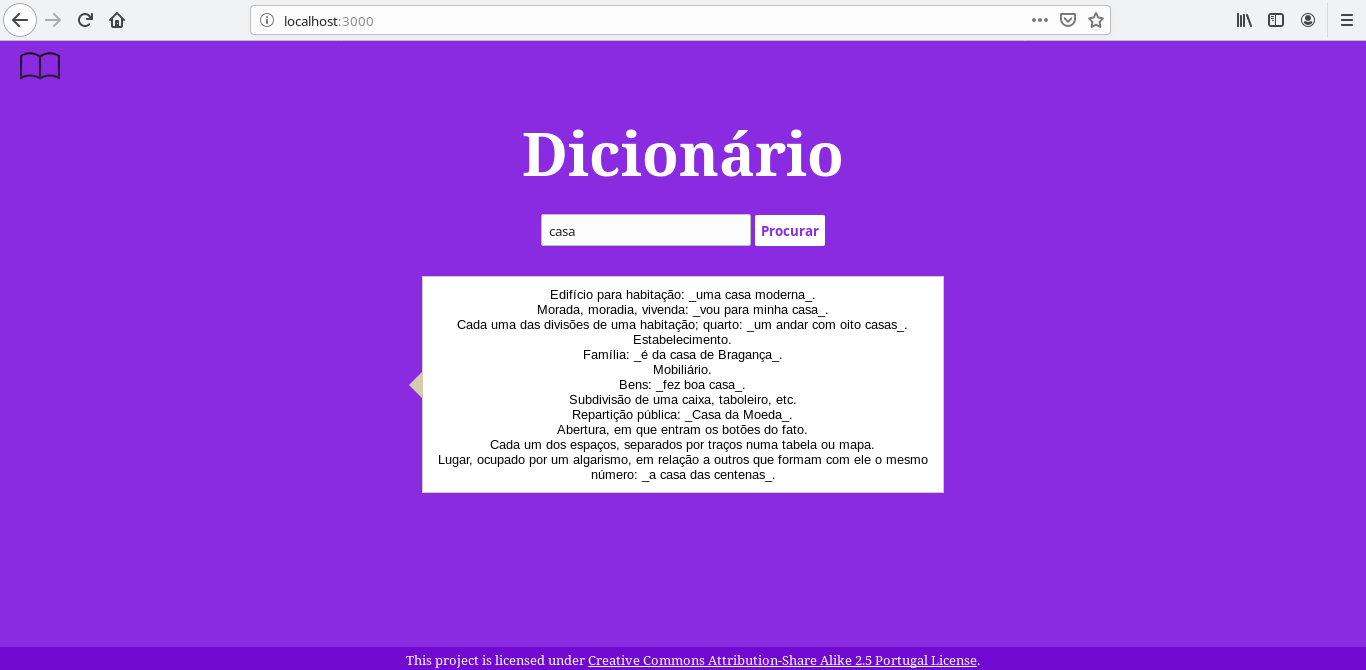 localhost:3000
Dicionário
casa Procurar
Edifício para habitação: _uma casa moderna_.
Morada, moradia, vivenda: _vou para minha casa_.
Cada uma das divisões de uma habitação; quarto: _um andar com oito casas_.
Estabelecimento.
Família: _é da casa de Bragança_.
Mobiliário.
Bens: _fez boa casa_.
Subdivisão de uma caixa, taboleiro, etc.
Repartição pública: _Casa da Moeda_.
Abertura, em que entram os botões do fato.
Cada um dos espaços, separados por traços numa tabela ou mapa.
Lugar, ocupado por um algarismo, em relação a outros que formam com ele o mesmo
número: _a casa das centenas_.
This project is licensed under Creative Commons Attribution-Share Alike 2.5 Portugal License.